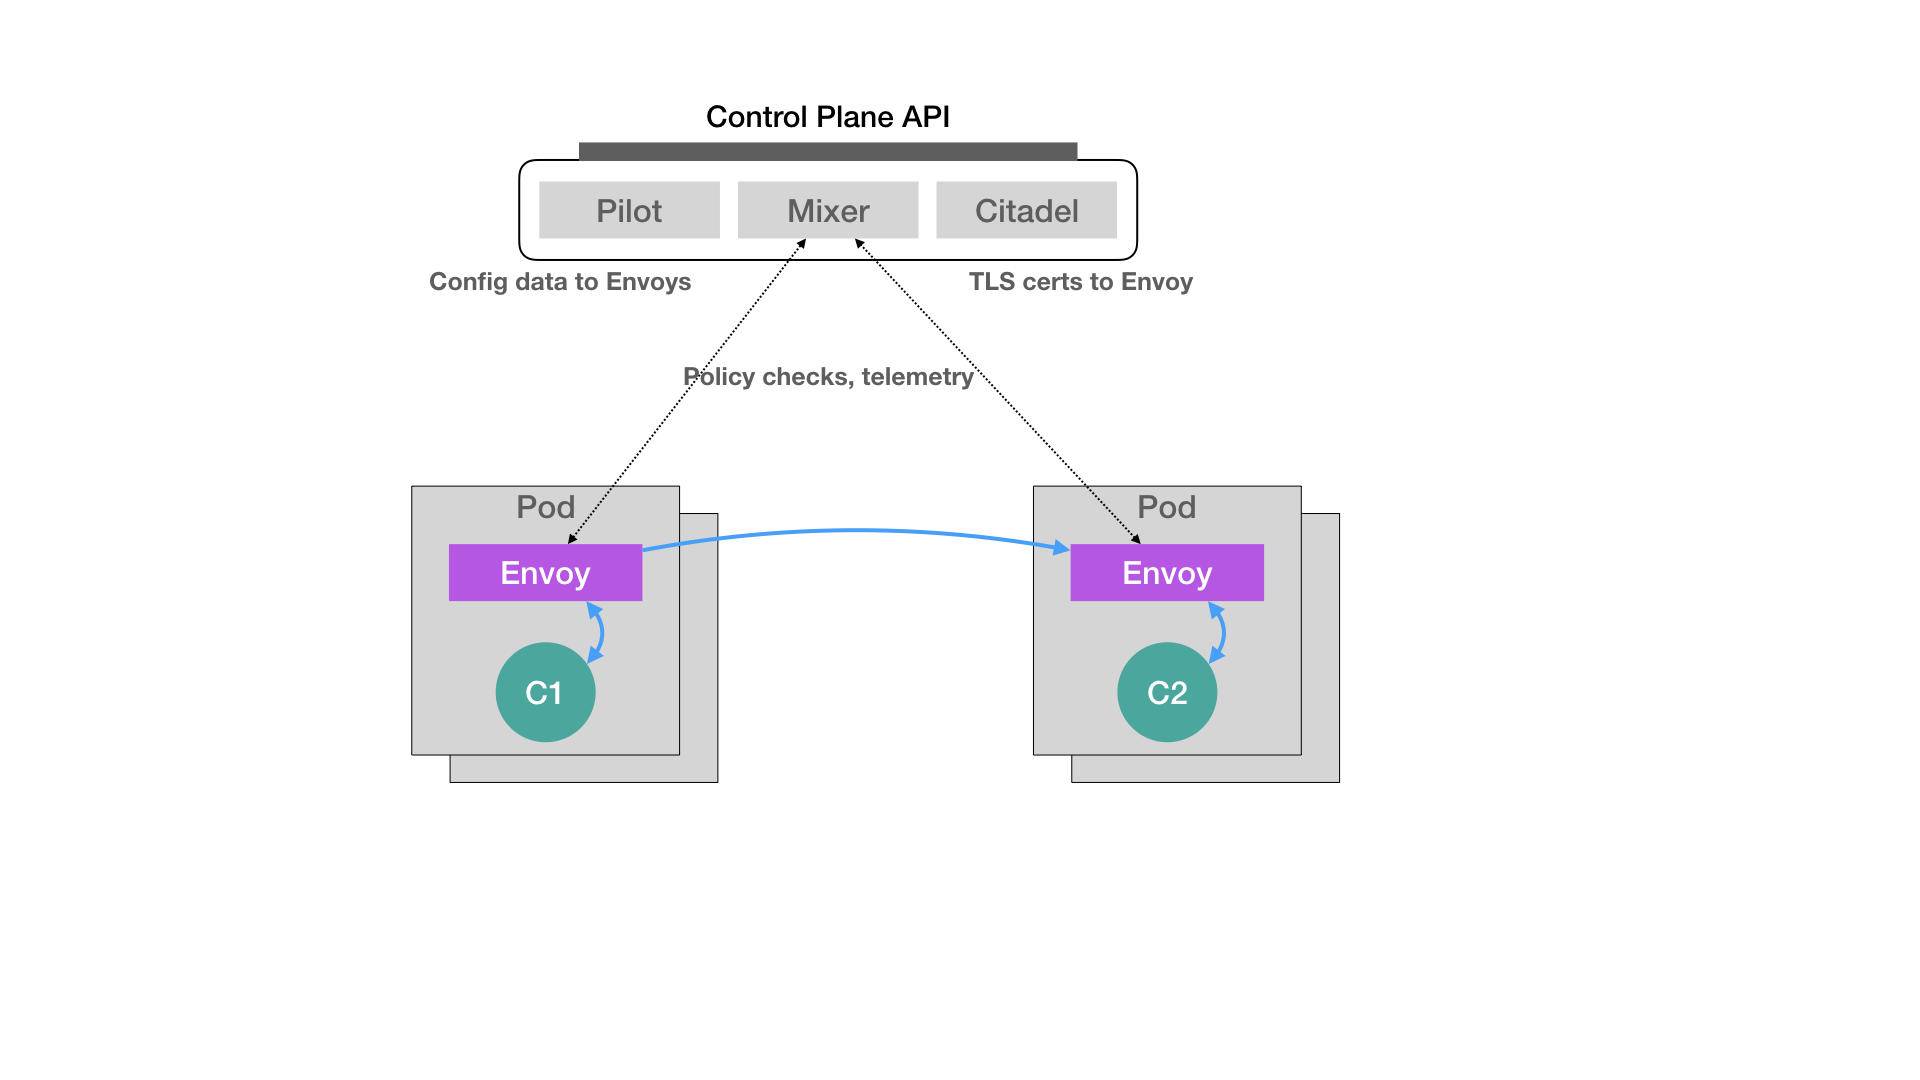 Control Plane API
Pilot
Mixer
Citadel
Config data to Envoys
TLS certs to Envoy
Policy checks, telemetry
Pod
Pod
Envoy
Envoy
C1
C2